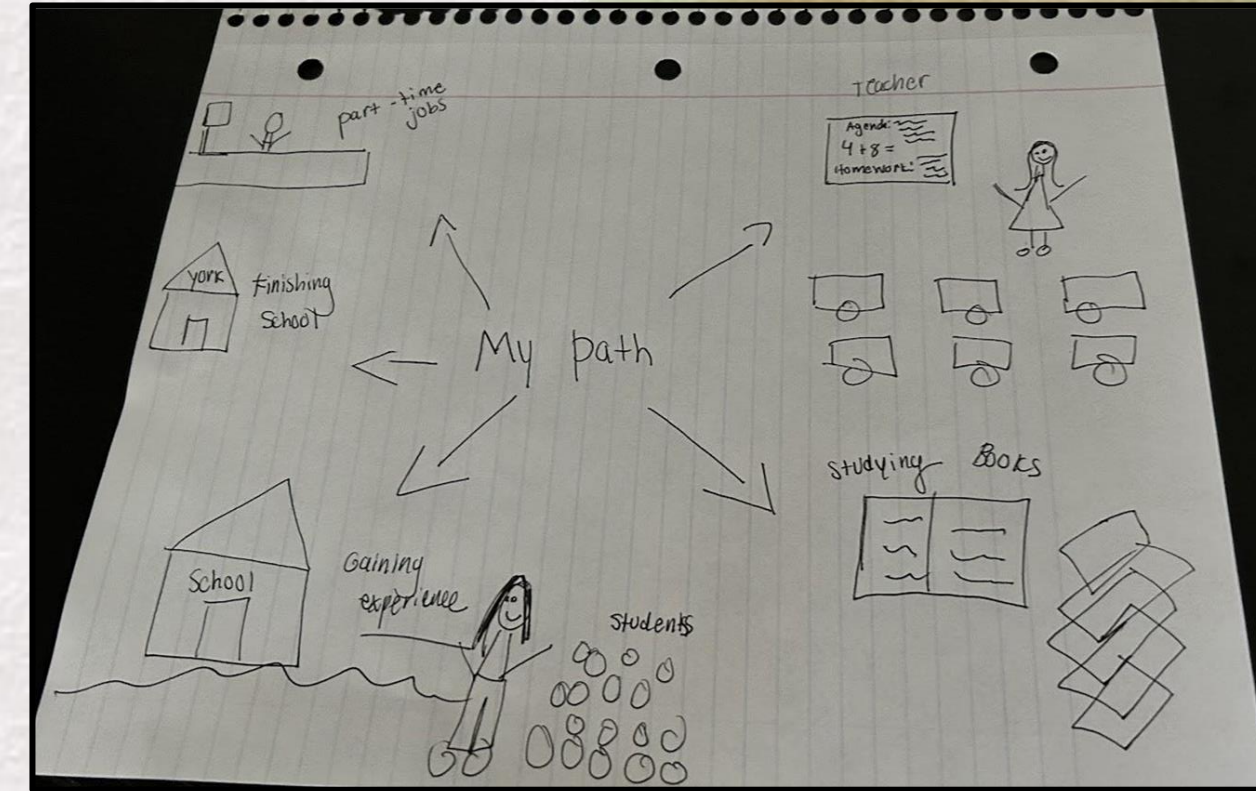 part-time
jobs
Teacher
Agenda:
4+8=
Homework:
York
Finishing
School
My path
Studying Books
School
Gaining
experience
Students